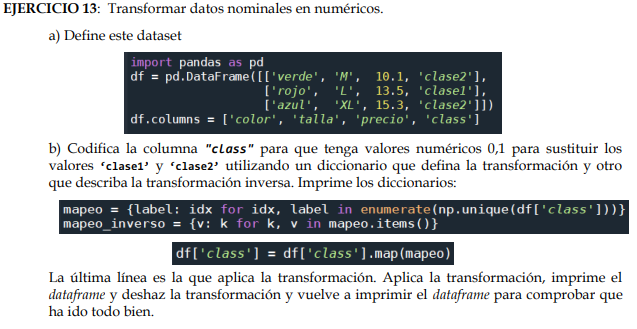 EJERCICIO 13: Transformar datos nominales en numéricos.
a) Define este dataset
import pandas as pd
df = pd.DataFrame([['verde', 'M', 10.1, 'clase2'],
['rojo', 'L', 13.5, 'clase1'],
['azul', 'XL', 15.3, 'clase2']])
df.columns = ['color', 'talla', 'precio', 'class']
b) Codifica la columna "class" para que tenga valores numéricos 0,1 para sustituir los
valores ‘clase1’ y ‘clase2’ utilizando un diccionario que defina la transformación y otro
que describa la transformación inversa. Imprime los diccionarios:
mapeo = {label: idx for idx, label in enumerate(np.unique(df['class']))}
mapeo_inverso = {v: k for k, v in mapeo.items()}
df['class'] = df['class'].map(mapeo)
La última línea es la que aplica la transformación. Aplica la transformación, imprime el
dataframe y deshaz la transformación y vuelve a imprimir el dataframe para comprobar que
ha ido todo bien.